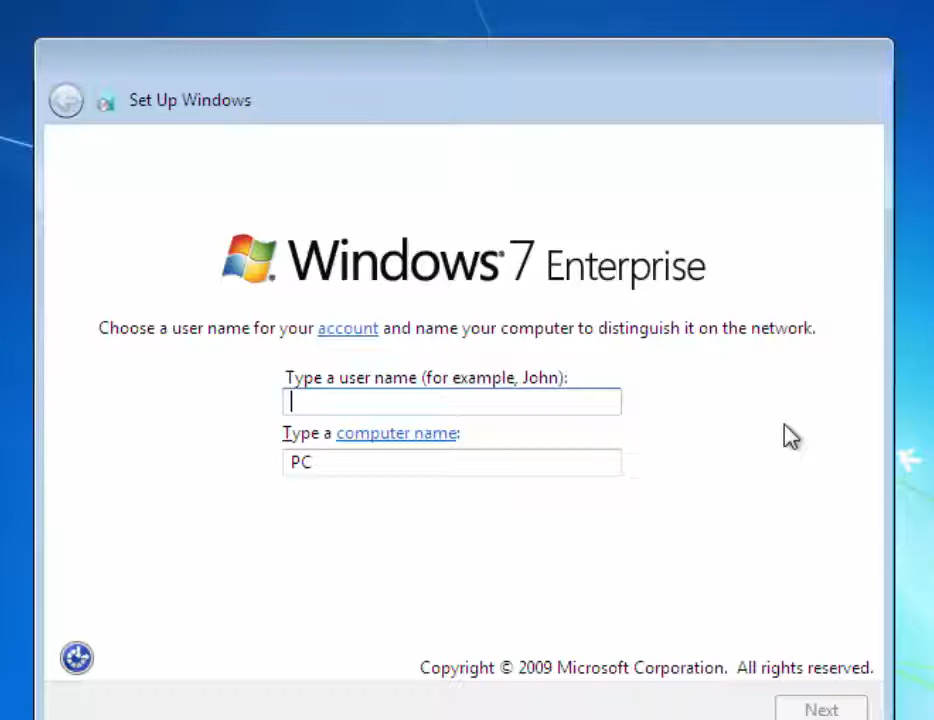 Set Up Windows
Windows 7 Enterprise
Choose a user name for your account and name your computer to distinguish it on the network.
Type a user name (for example, John):
Type a computer name:
PC
Copyright © 2009 Microsoft Corporation. All rights reserved.
Next